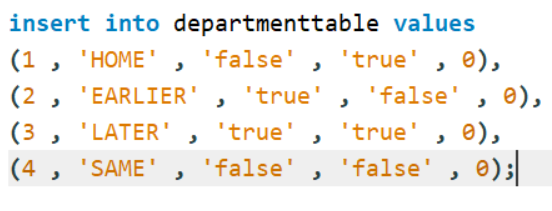 insert into departmenttable values
(1 , 'HOME' , 'false' , 'true' , 0),
(2 , 'EARLIER' , 'true' , 'false' , 0),
(3 , 'LATER' , 'true' , 'true' , 0),
(4 , 'SAME' , 'false' , 'false' , 0);